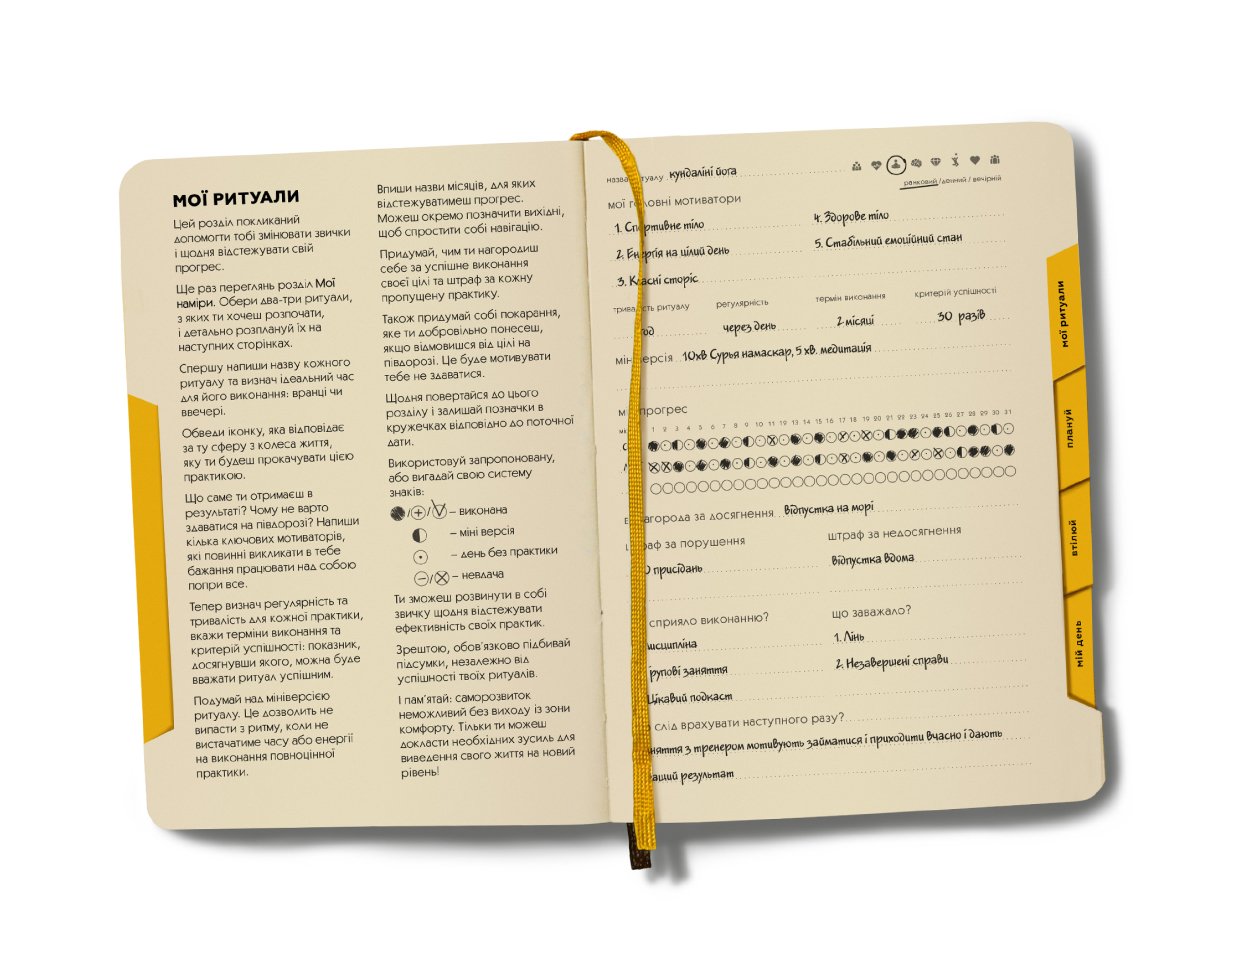 МОЇ РИТУАЛИ
Цей розділ покликаний
допомогти тобі змінювати звички
і щодня відстежувати свій
прогрес.
Ще раз переглянь розділ Мої
наміри. Обери два-три ритуали,
з яких ти хочеш розпочати,
і детально розплануй їх на
наступних сторінках.
Спершу напиши назву кожного
ритуалу та визнач ідеальний час
для його виконання: вранці чи
ввечері.
Обведи іконку, яка відповідає
за ту сферу з колеса життя,
яку ти будеш прокачувати цією
практикою.
Що саме ти отримаєш в
результаті? Чому не варто
здаватися на півдорозі? Напиши
кілька ключових мотиваторів,
які повинні викликати в тебе
бажання працювати над собою
попри все.
Тепер визнач регулярність та
тривалість для кожної практики,
вкажи терміни виконання та
критерій успішності: показник,
досягнувши якого, можна буде
вважати ритуал успішним.
Подумай над мініверсією
ритуалу. Це дозволить не
випасти з ритму, коли не
вистачатиме часу або енергії
на виконання повноцінної
практики.
Впиши назви місяців, для яких
відстежуватимеш прогрес.
Можеш окремо позначити вихідні,
щоб спростити собі навігацію.
Придумай, чим ти нагородиш
себе за успішне виконання
своєї цілі та штраф за кожну
пропущену практику.
Також придумай собі покарання,
яке ти добровільно понесеш,
якщо відмовишся від цілі на
півдорозі. Це буде мотивувати
тебе не здаватися.
Щодня повертайся до цього
розділу і залишай позначки в
кружечках відповідно до поточної
дати.
Використовуй запропоновану,
або вигадай свою систему
знаків:
– виконана
– міні версія
– день без практики
– невдача
Ти зможеш розвинути в собі
звичку щодня відстежувати
ефективність своїх практик.
Зрештою, обов'язково підбивай
підсумки, незалежно від
успішності твоїх ритуалів.
І пам'ятай: саморозвиток
неможливий без виходу із зони
комфорту. Тільки ти можеш
докласти необхідних зусиль для
виведення свого життя на новий
рівень!
назва ритуалу кундаліні йога
ранковий / денний / вечірній
мої головні мотиватори
1. Спортивне тіло
4. Здорове тіло
2. Енергія на цілий день
5. Стабільний емоційний стан
3. Класні сторіс
тривалість ритуалу регулярність термін виконання критерій успішності
год через день 2 місяці 30 разів
мініверсія 10хв Сурья намаскар, 5 хв. медитація
мій прогрес
1 2 3 4 5 6 7 8 9 10 11 12 13 14 15 16 17 18 19 20 21 22 23 24 25 26 27 28 29 30 31
винагорода за досягнення відпустка на морі
штраф за порушення
штраф за недосягнення
присідань
відпустка вдома
сприяло виконанню?
що заважало?
дисципліна
1. Лінь
групові заняття
2. Незавершені справи
Цікавий подкаст
слід врахувати наступного разу?
заняття з тренером мотивують займатися і приходити вчасно і дають
кращий результат
мої ритуали
плануй
втілюй
мій день